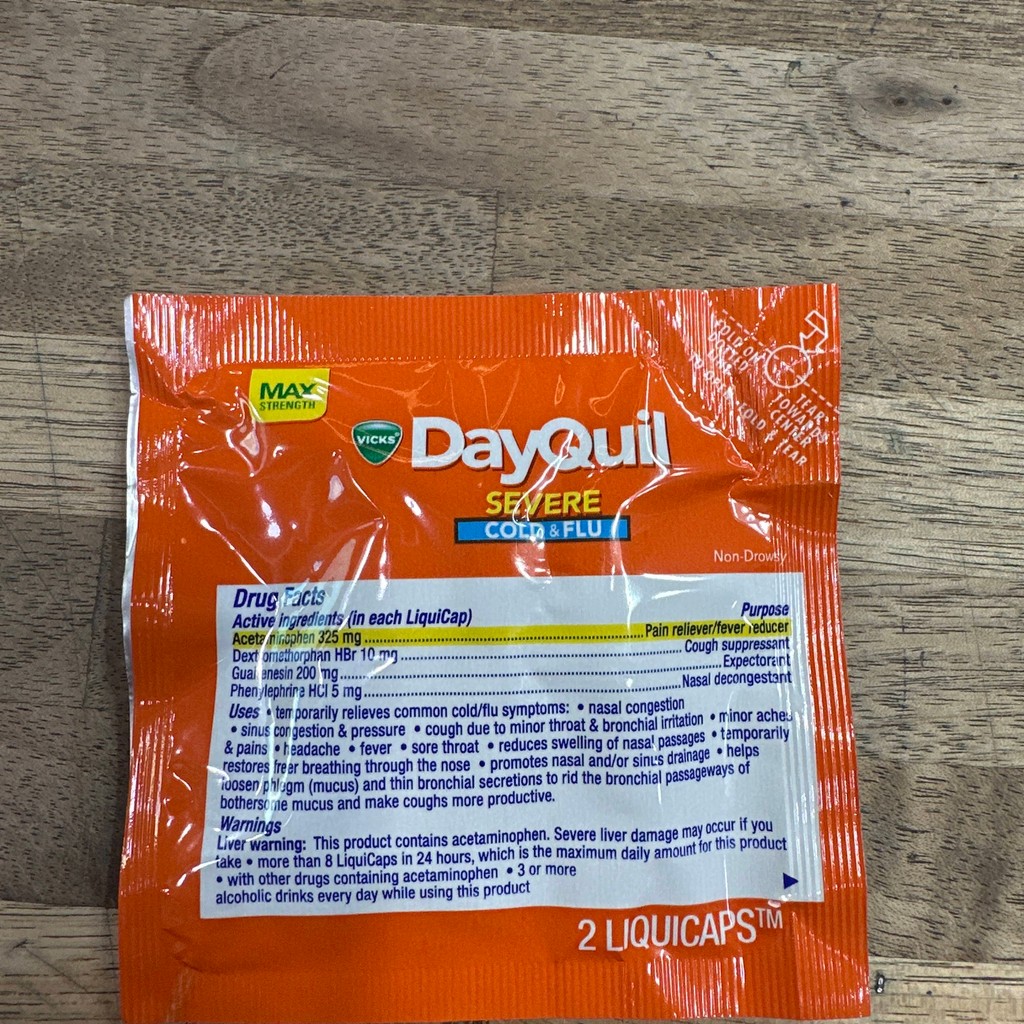 MAX
STRENGTH
VICKS
DayQuil
SEVERE
COLD & FLU
Non-Drowsy
FOLD ON
DOTTED
LINE
TEAR
TOWARDS
CENTER
FOLD & TEAR
Drug Facts
Active ingredients (in each LiquiCap) Purpose
Acetaminophen 325 mg Pain reliever/fever reducer
Dextromethorphan HBr 10 mg Cough suppressant
Guaifenesin 200 mg Expectorant
Phenylephrine HCl 5 mg Nasal decongestant
Uses • temporarily relieves common cold/flu symptoms: • nasal congestion
• sinus congestion & pressure • cough due to minor throat & bronchial irritation • minor aches
& pains • headache • fever • sore throat • reduces swelling of nasal passages • temporarily
restores freer breathing through the nose • promotes nasal and/or sinus drainage • helps
loosen phlegm (mucus) and thin bronchial secretions to rid the bronchial passageways of
bothersome mucus and make coughs more productive.
Warnings
Liver warning: This product contains acetaminophen. Severe liver damage may occur if you
take • more than 8 LiquiCaps in 24 hours, which is the maximum daily amount for this product
• with other drugs containing acetaminophen • 3 or more
alcoholic drinks every day while using this product
2 LIQUICAPS™